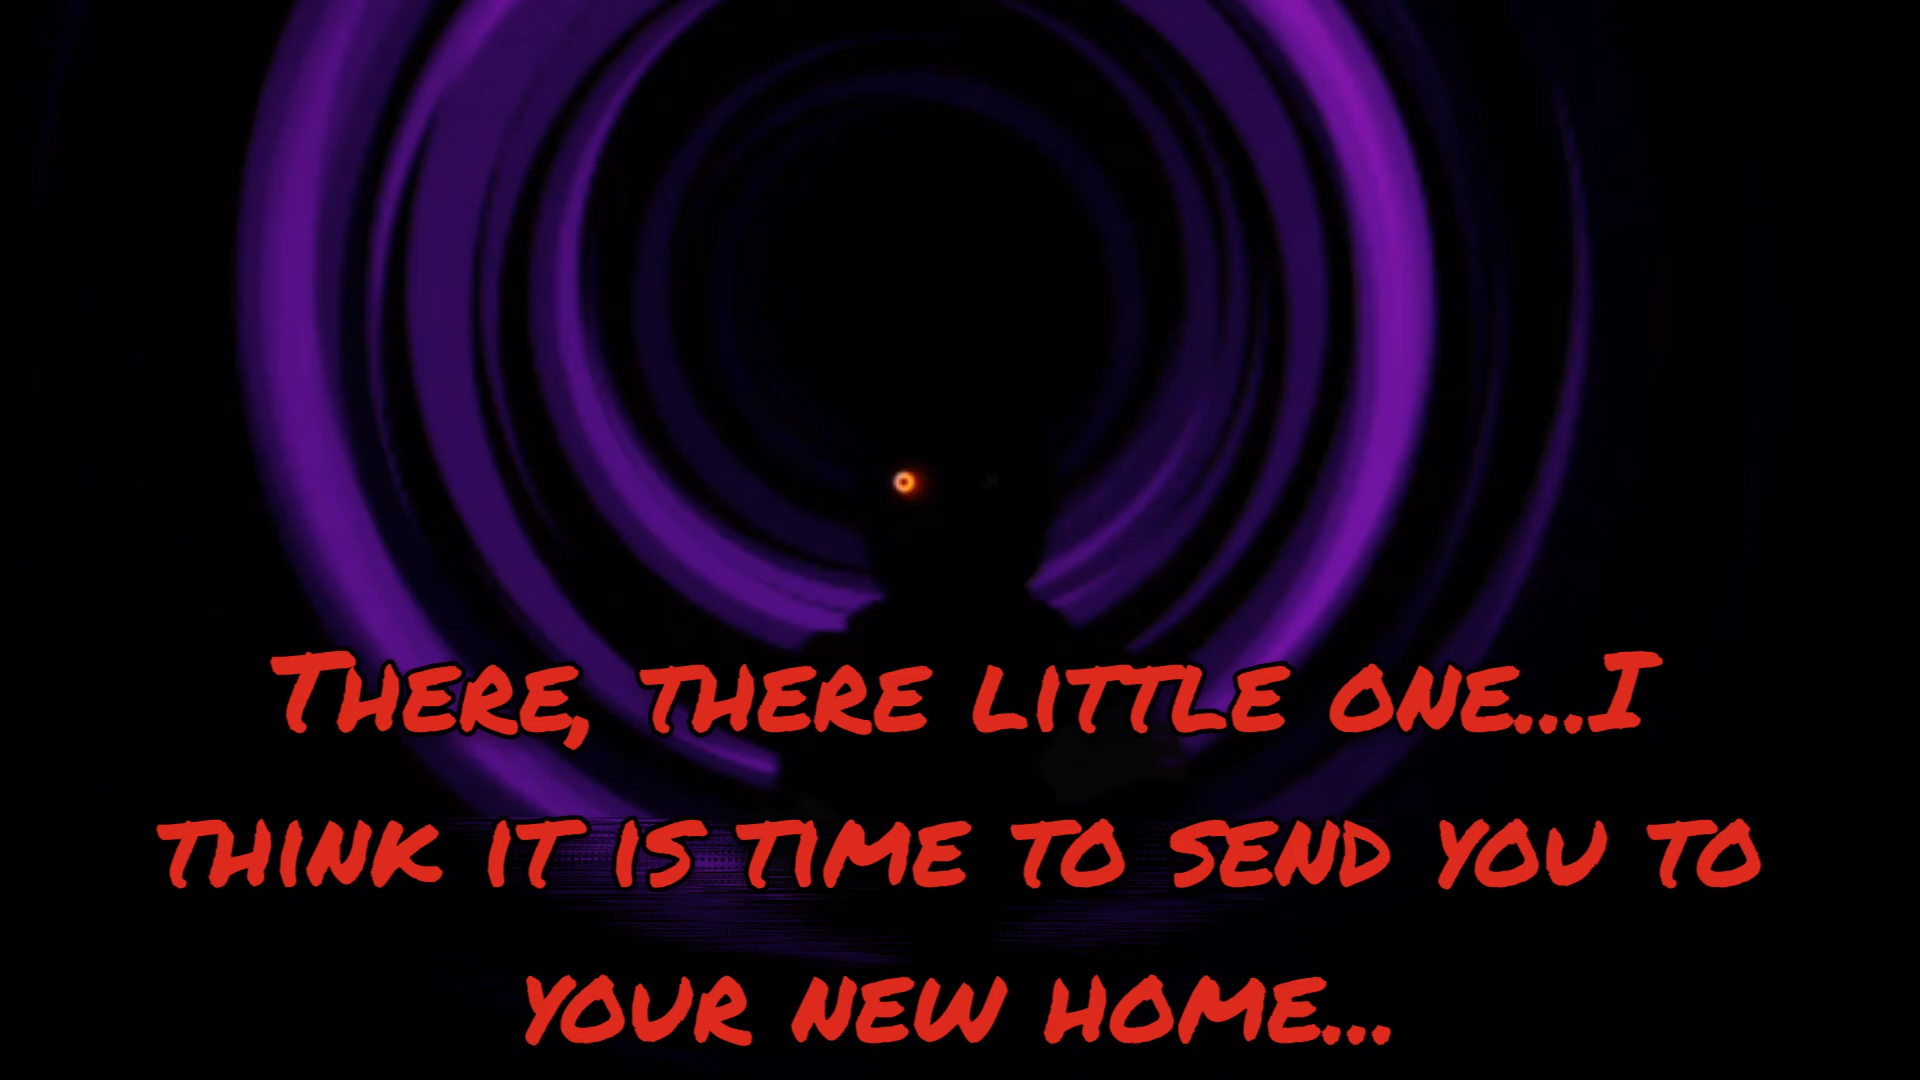 There, there little one...I
think it is time to send you to
your new home...